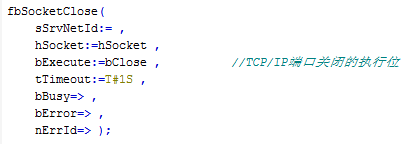 fbSocketClose(
    sSrvNetId:= ,
    hSocket:=hSocket ,
    bExecute:=bClose ,          //TCP/IP端口关闭的执行位
    tTimeout:=T#1S ,
    bBusy=> ,
    bError=> ,
    nErrId=> );